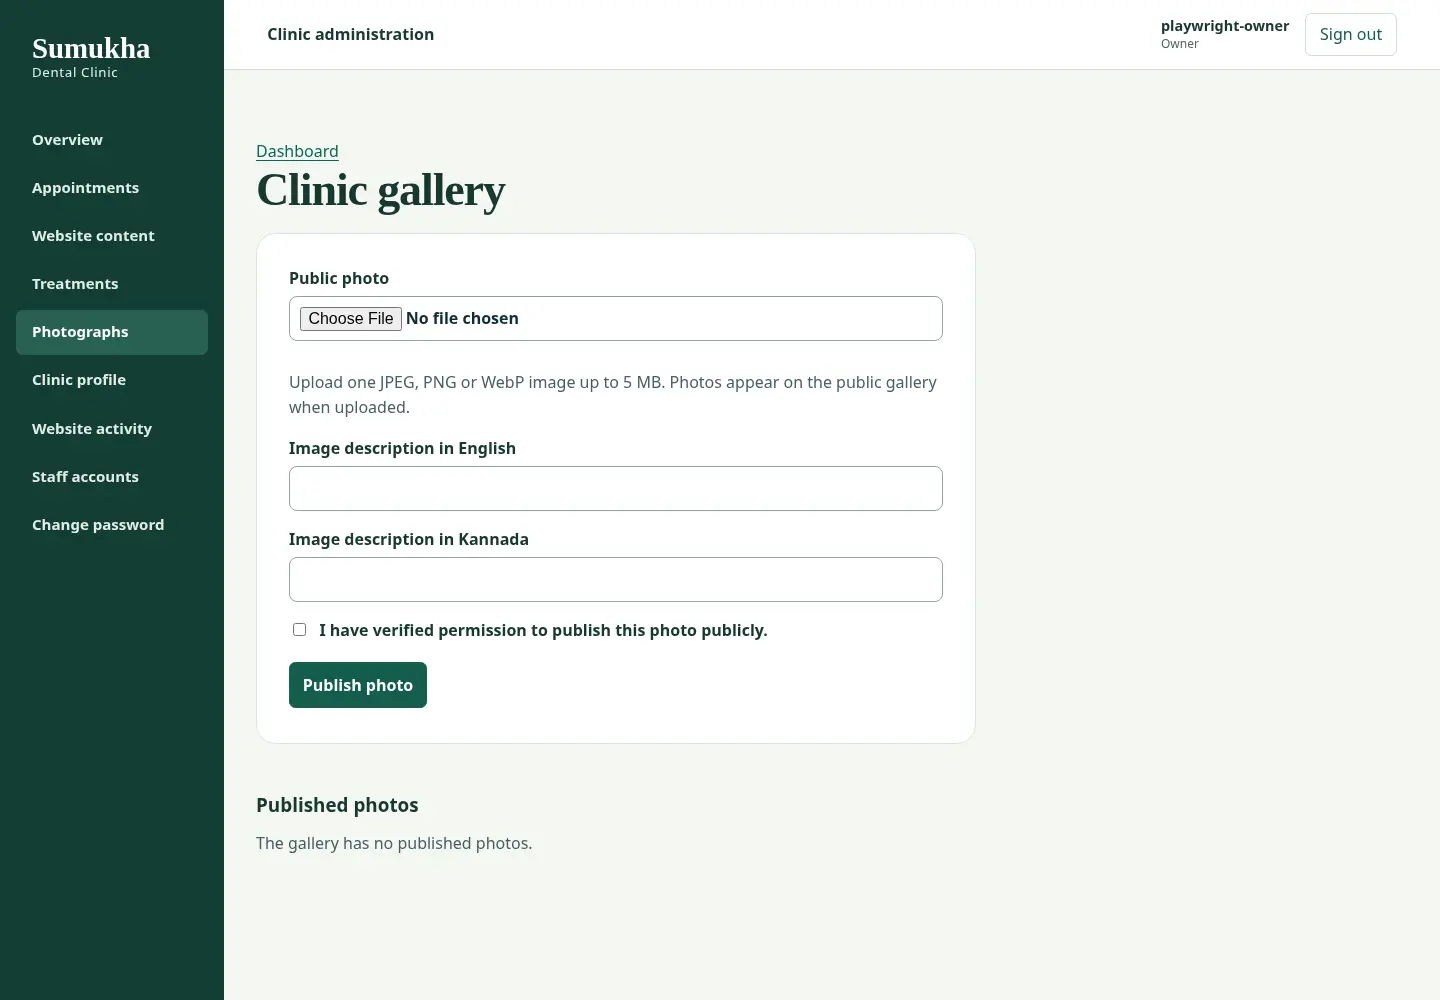 Sumukha
Dental Clinic
Overview
Appointments
Website content
Treatments
Photographs
Clinic profile
Website activity
Staff accounts
Change password
Clinic administration
playwright-owner
Owner
Sign out
Dashboard
Clinic gallery
Public photo
Choose File No file chosen
Upload one JPEG, PNG or WebP image up to 5 MB. Photos appear on the public gallery
when uploaded.
Image description in English
Image description in Kannada
I have verified permission to publish this photo publicly.
Publish photo
Published photos
The gallery has no published photos.